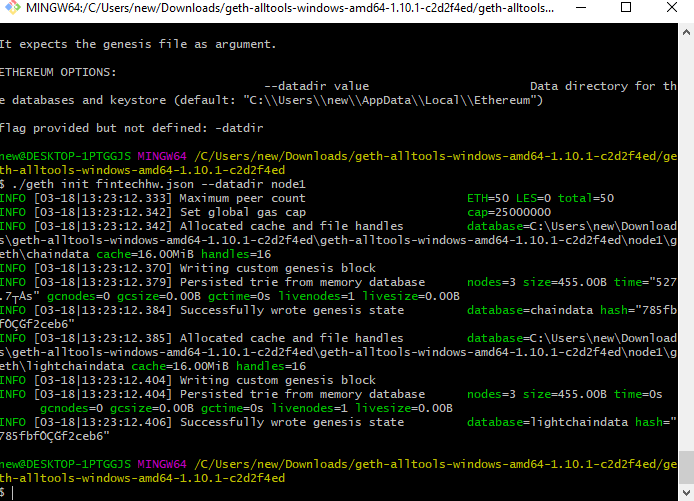 MINGW64:/C/Users/new/Downloads/geth-alltools-windows-amd64-1.10.1-c2d2f4ed/geth-alltools...
It expects the genesis file as argument.
ETHEREUM OPTIONS:
--datadir value                    Data directory for th
e databases and keystore (default: "C:\\Users\\new\\AppData\\Local\\Ethereum")
flag provided but not defined: -datdir
new@DESKTOP-1PTGGJS MINGW64 /C/Users/new/Downloads/geth-alltools-windows-amd64-1.10.1-c2d2f4ed/ge
th-alltools-windows-amd64-1.10.1-c2d2f4ed
$ ./geth init fintechhw.json --datadir node1
INFO [03-18|13:23:12.333] Maximum peer count                       ETH=50 LES=0 total=50
INFO [03-18|13:23:12.342] Set global gas cap                       cap=25000000
INFO [03-18|13:23:12.342] Allocated cache and file handles         database=C:\Users\new\Download
s\geth-alltools-windows-amd64-1.10.1-c2d2f4ed\geth-alltools-windows-amd64-1.10.1-c2d2f4ed\node1\g
eth\chaindata cache=16.00MiB handles=16
INFO [03-18|13:23:12.370] Writing custom genesis block
INFO [03-18|13:23:12.379] Persisted trie from memory database      nodes=3 size=455.00B time="527
.7┬Às" gcnodes=0 gcsize=0.00B gctime=0s livenodes=1 livesize=0.00B
INFO [03-18|13:23:12.384] Successfully wrote genesis state         database=chaindata hash="785fb
fÔÇGf2ceb6"
INFO [03-18|13:23:12.385] Allocated cache and file handles         database=C:\Users\new\Download
s\geth-alltools-windows-amd64-1.10.1-c2d2f4ed\geth-alltools-windows-amd64-1.10.1-c2d2f4ed\node1\g
eth\lightchaindata cache=16.00MiB handles=16
INFO [03-18|13:23:12.404] Writing custom genesis block
INFO [03-18|13:23:12.404] Persisted trie from memory database      nodes=3 size=455.00B time=0s
gcnodes=0 gcsize=0.00B gctime=0s livenodes=1 livesize=0.00B
INFO [03-18|13:23:12.406] Successfully wrote genesis state         database=lightchaindata hash="
785fbfÔÇGf2ceb6"
new@DESKTOP-1PTGGJS MINGW64 /C/Users/new/Downloads/geth-alltools-windows-amd64-1.10.1-c2d2f4ed/ge
th-alltools-windows-amd64-1.10.1-c2d2f4ed
$